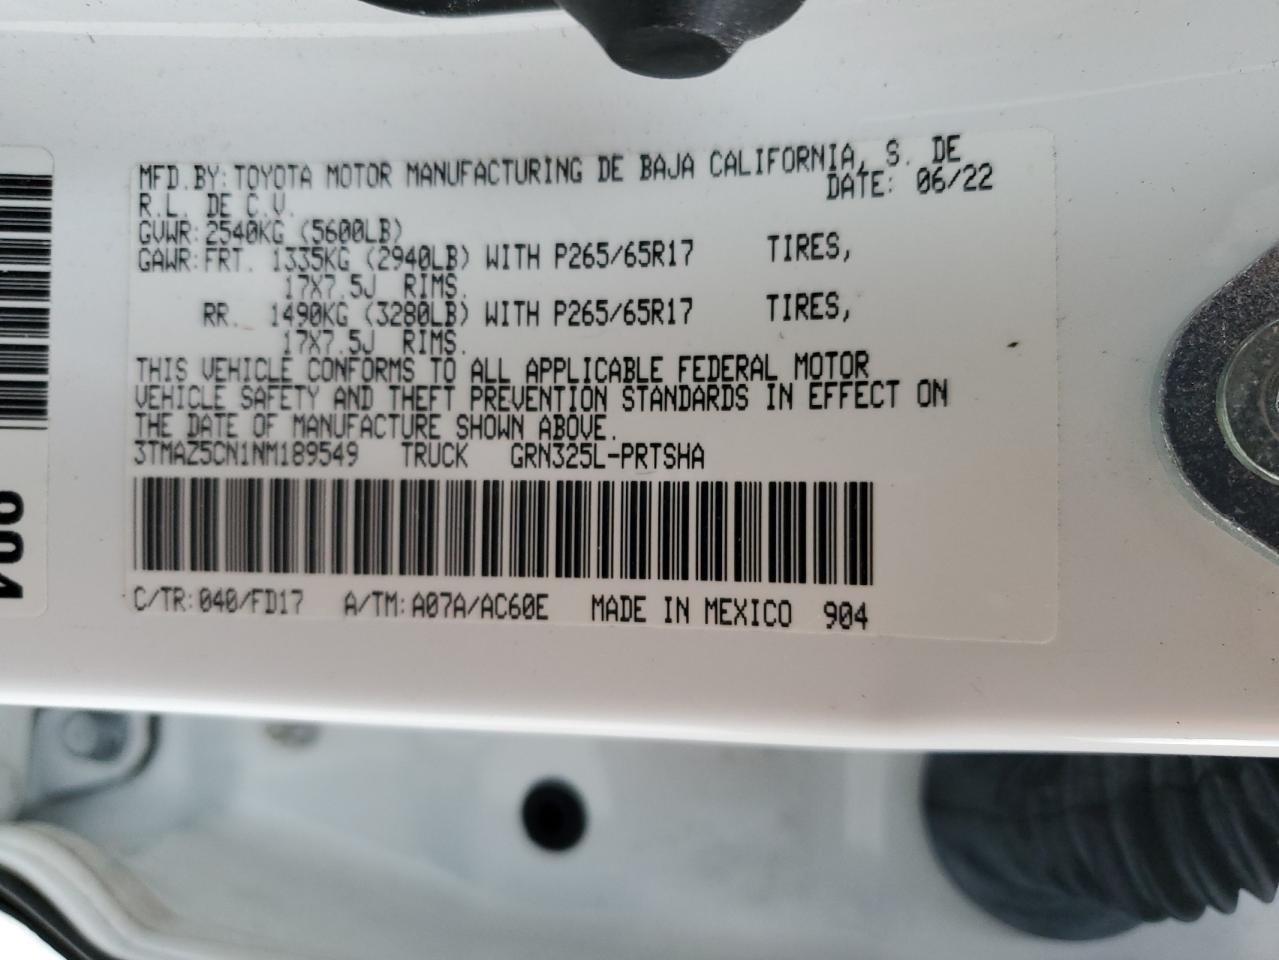 MFD.BY: TOYOTA MOTOR MANUFACTURING DE BAJA CALIFORNIA, S. DE
R.L. DE C.V. DATE: 06/22
GVWR: 2540KG (5600LB)
GAWR: FRT. 1335KG (2940LB) WITH P265/65R17 TIRES,
17X7.5J RIMS.
RR. 1490KG (3280LB) WITH P265/65R17 TIRES,
17X7.5J RIMS.
THIS VEHICLE CONFORMS TO ALL APPLICABLE FEDERAL MOTOR
VEHICLE SAFETY AND THEFT PREVENTION STANDARDS IN EFFECT ON
THE DATE OF MANUFACTURE SHOWN ABOVE.
3TMAZ5CN1NM189549 TRUCK GRN325L-PRTSHA
C/TR: 040/FD17 A/TM: A07A/AC60E MADE IN MEXICO 904